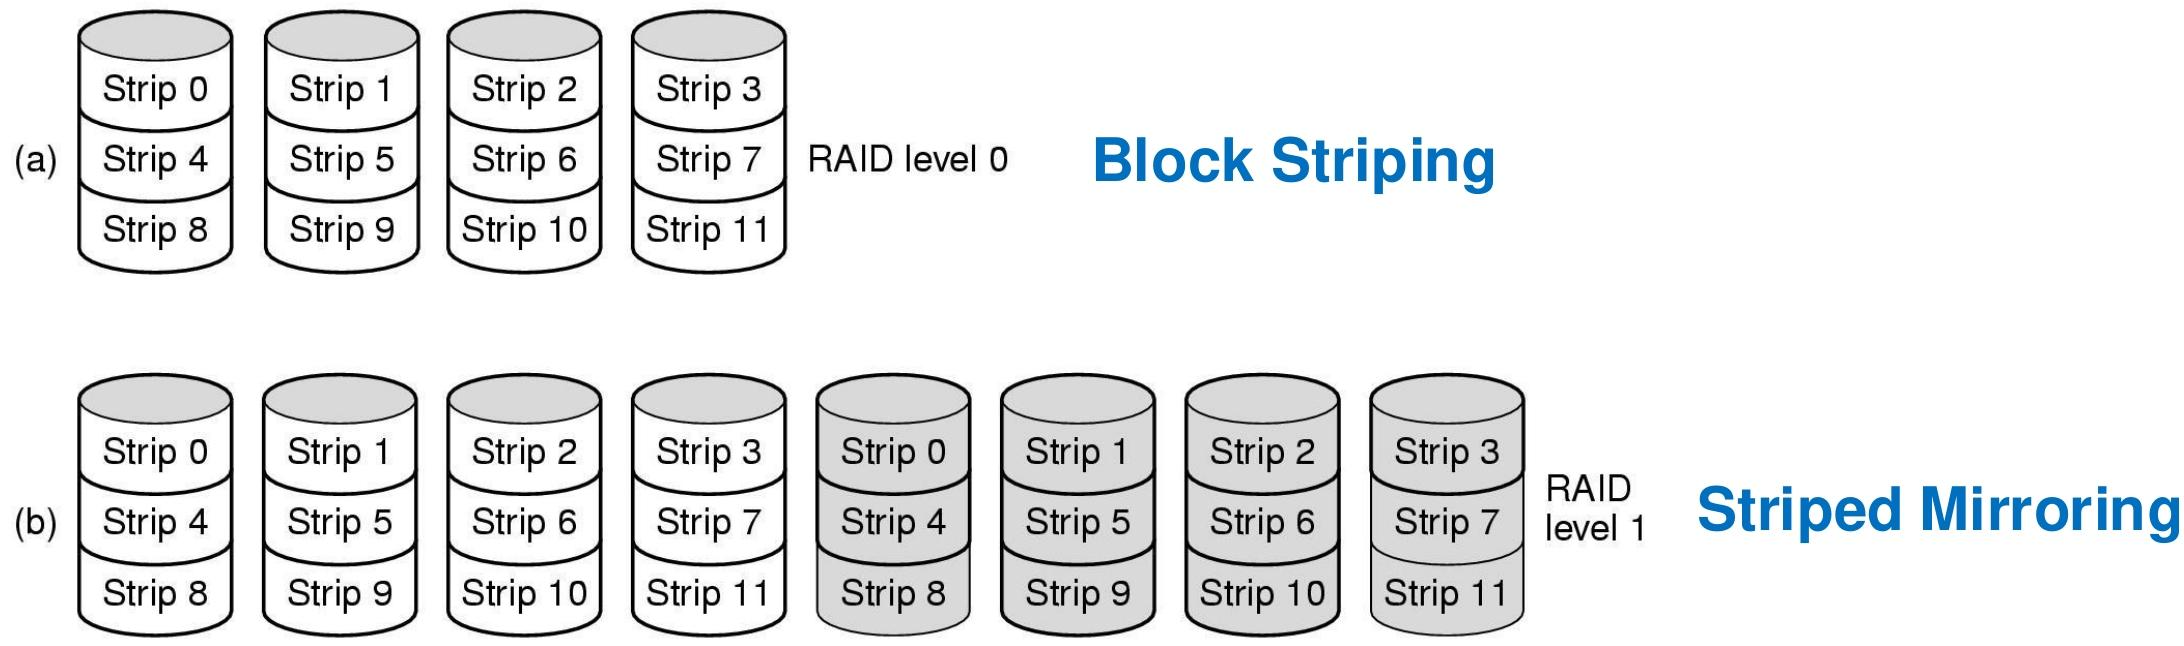 Strip 0 Strip 1 Strip 2 Strip 3
(a) Strip 4 Strip 5 Strip 6 Strip 7 RAID level 0 Block Striping
Strip 8 Strip 9 Strip 10 Strip 11
Strip 0 Strip 1 Strip 2 Strip 3 Strip 0 Strip 1 Strip 2 Strip 3
(b) Strip 4 Strip 5 Strip 6 Strip 7 Strip 4 Strip 5 Strip 6 Strip 7 RAID
level 1 Striped Mirroring
Strip 8 Strip 9 Strip 10 Strip 11 Strip 8 Strip 9 Strip 10 Strip 11